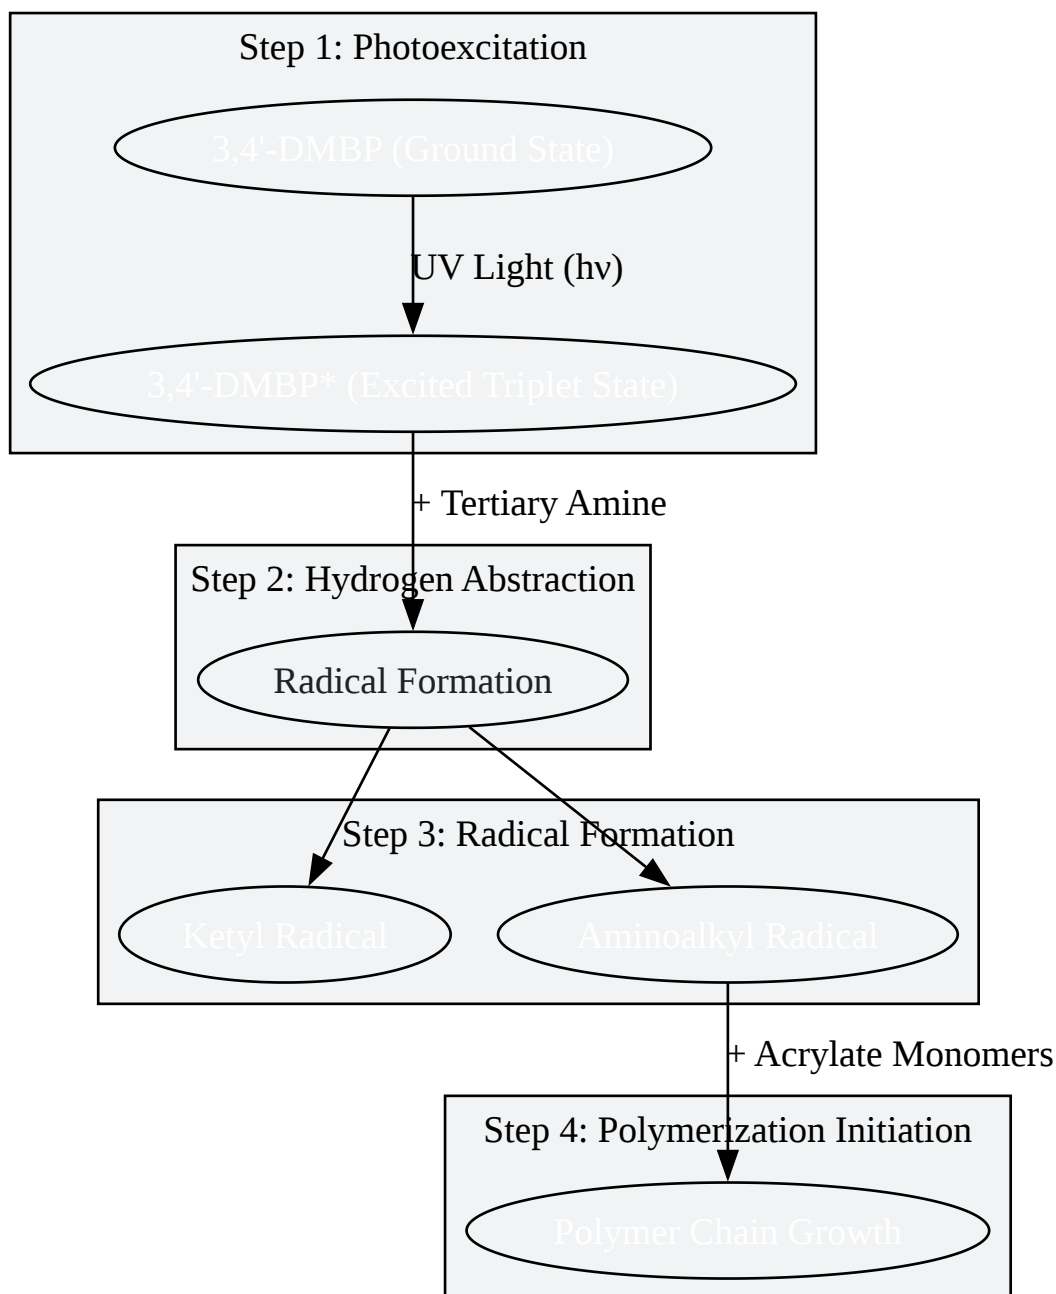 Step 1: Photoexcitation
3,4'-DMBP (Ground State)
UV Light (hν)
3,4'-DMBP* (Excited Triplet State)
+ Tertiary Amine
Step 2: Hydrogen Abstraction
Radical Formation
Step 3: Radical Formation
Ketyl Radical
Aminoalkyl Radical
+ Acrylate Monomers
Step 4: Polymerization Initiation
Polymer Chain Growth